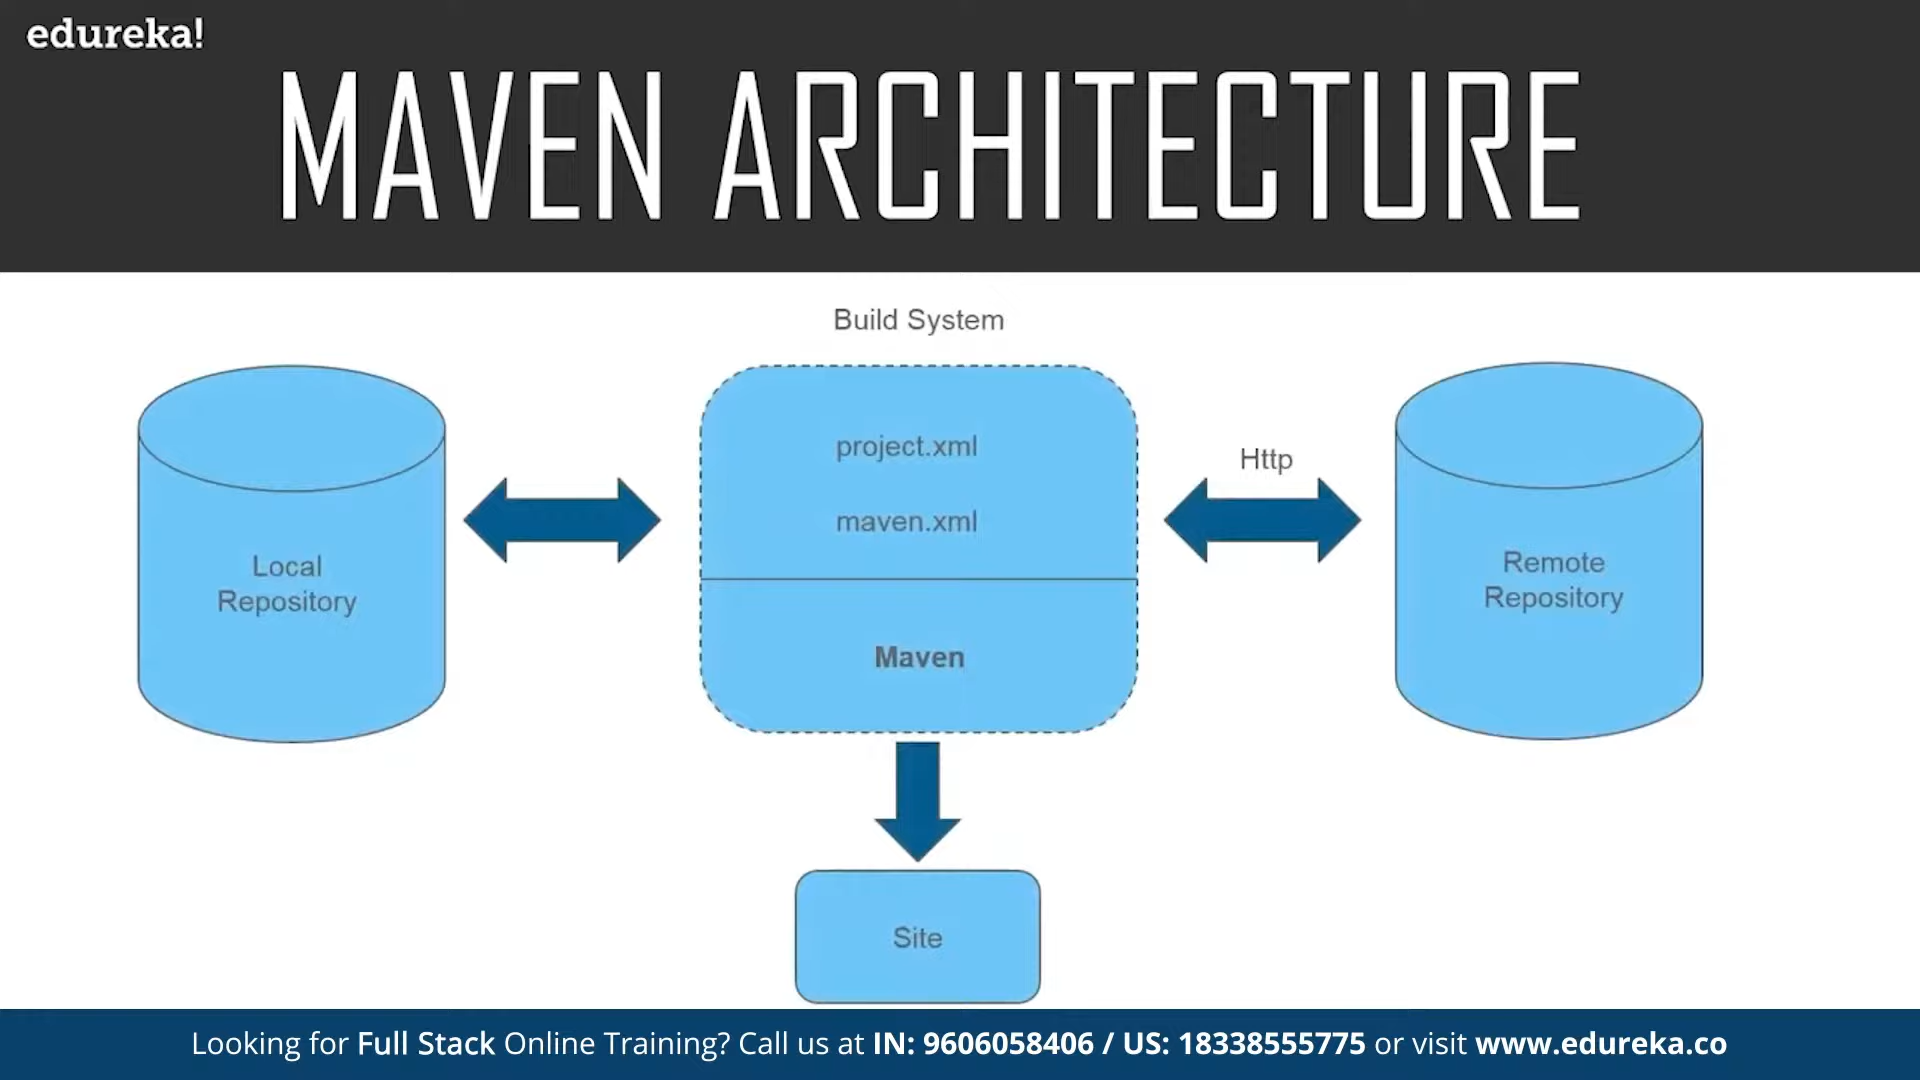 edureka!
MAVEN ARCHITECTURE
Build System
project.xml
maven.xml
Maven
Local
Repository
Http
Remote
Repository
Site
Looking for Full Stack Online Training? Call us at IN: 9606058406 / US: 18338555775 or visit www.edureka.co